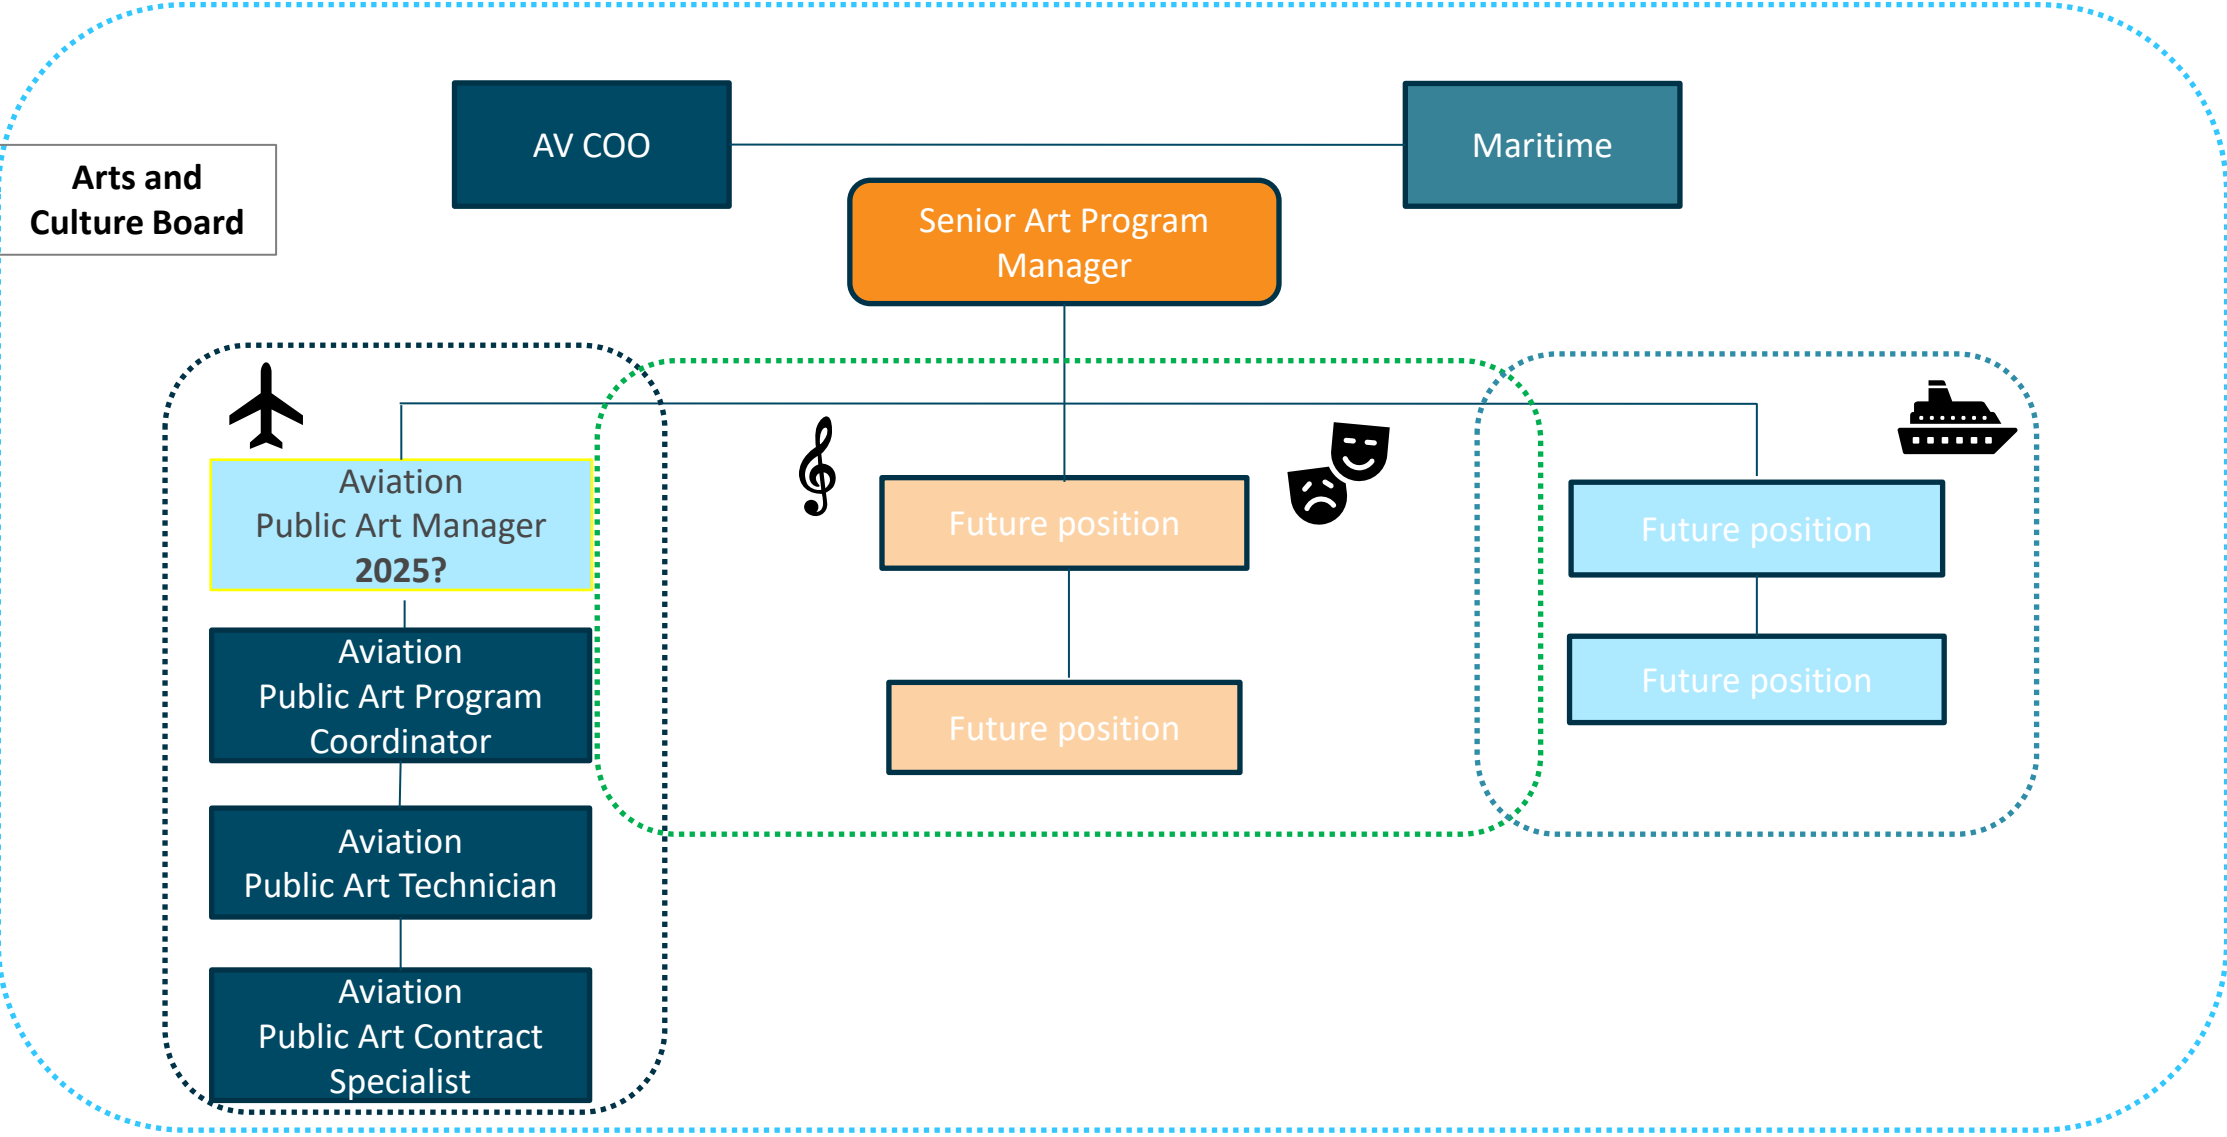 AV COO
Maritime
Arts and
Culture Board
Senior Art Program
Manager
Aviation
Public Art Manager
2025?
Future position
Future position
Aviation
Public Art Program
Coordinator
Future position
Future position
Aviation
Public Art Technician
Aviation
Public Art Contract
Specialist